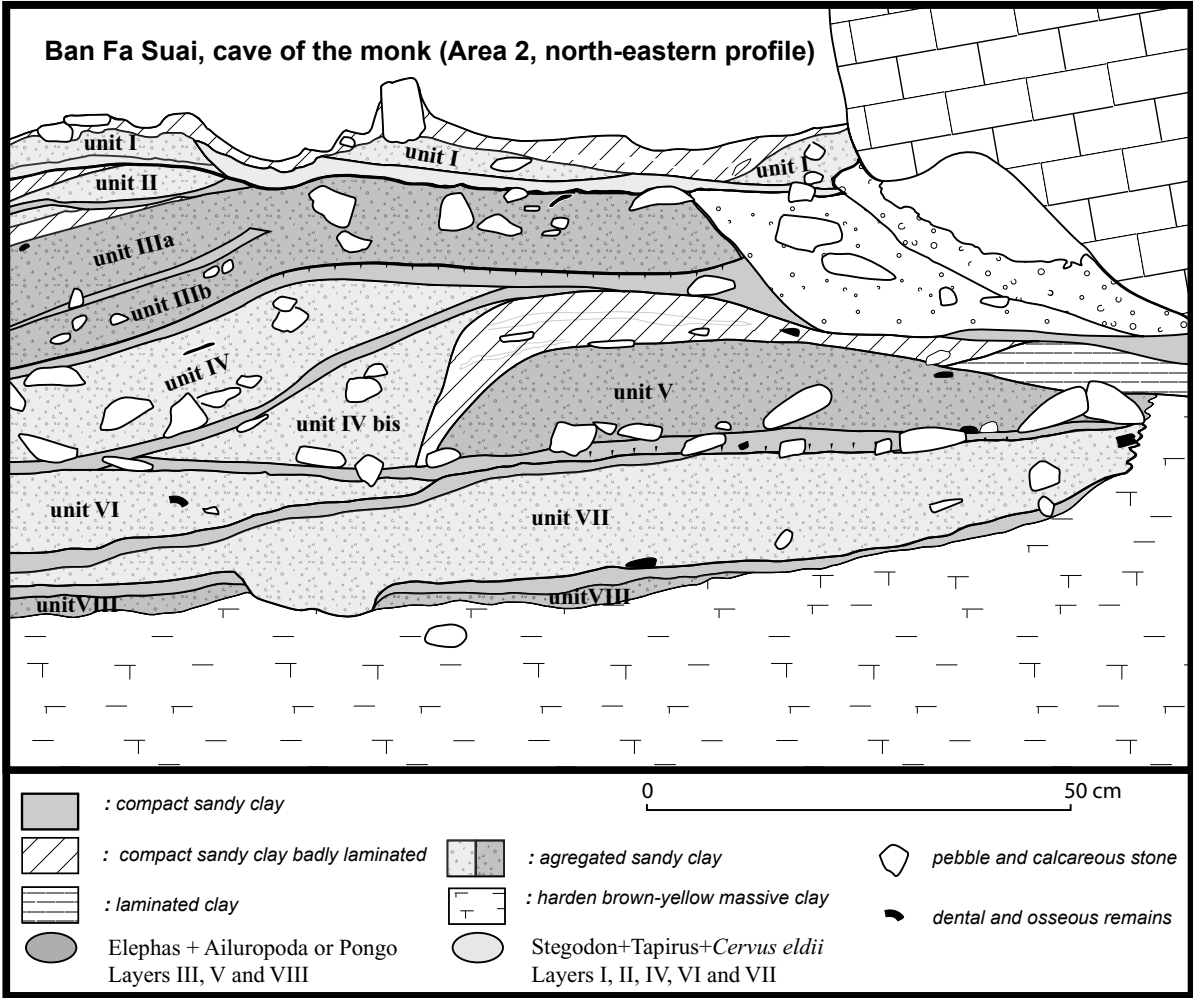 Ban Fa Suai, cave of the monk (Area 2, north-eastern profile)
unit I
unit I
unit I
unit II
unit IIIa
unit IIIb
unit IV
unit V
unit IV bis
unit VI
unit VII
unitVIII
unitVIII
0
50 cm
: compact sandy clay
: compact sandy clay badly laminated
: laminated clay
Elephas + Ailuropoda or Pongo
Layers III, V and VIII
: agregated sandy clay
: harden brown-yellow massive clay
Stegodon+Tapirus+Cervus eldii
Layers I, II, IV, VI and VII
pebble and calcareous stone
dental and osseous remains